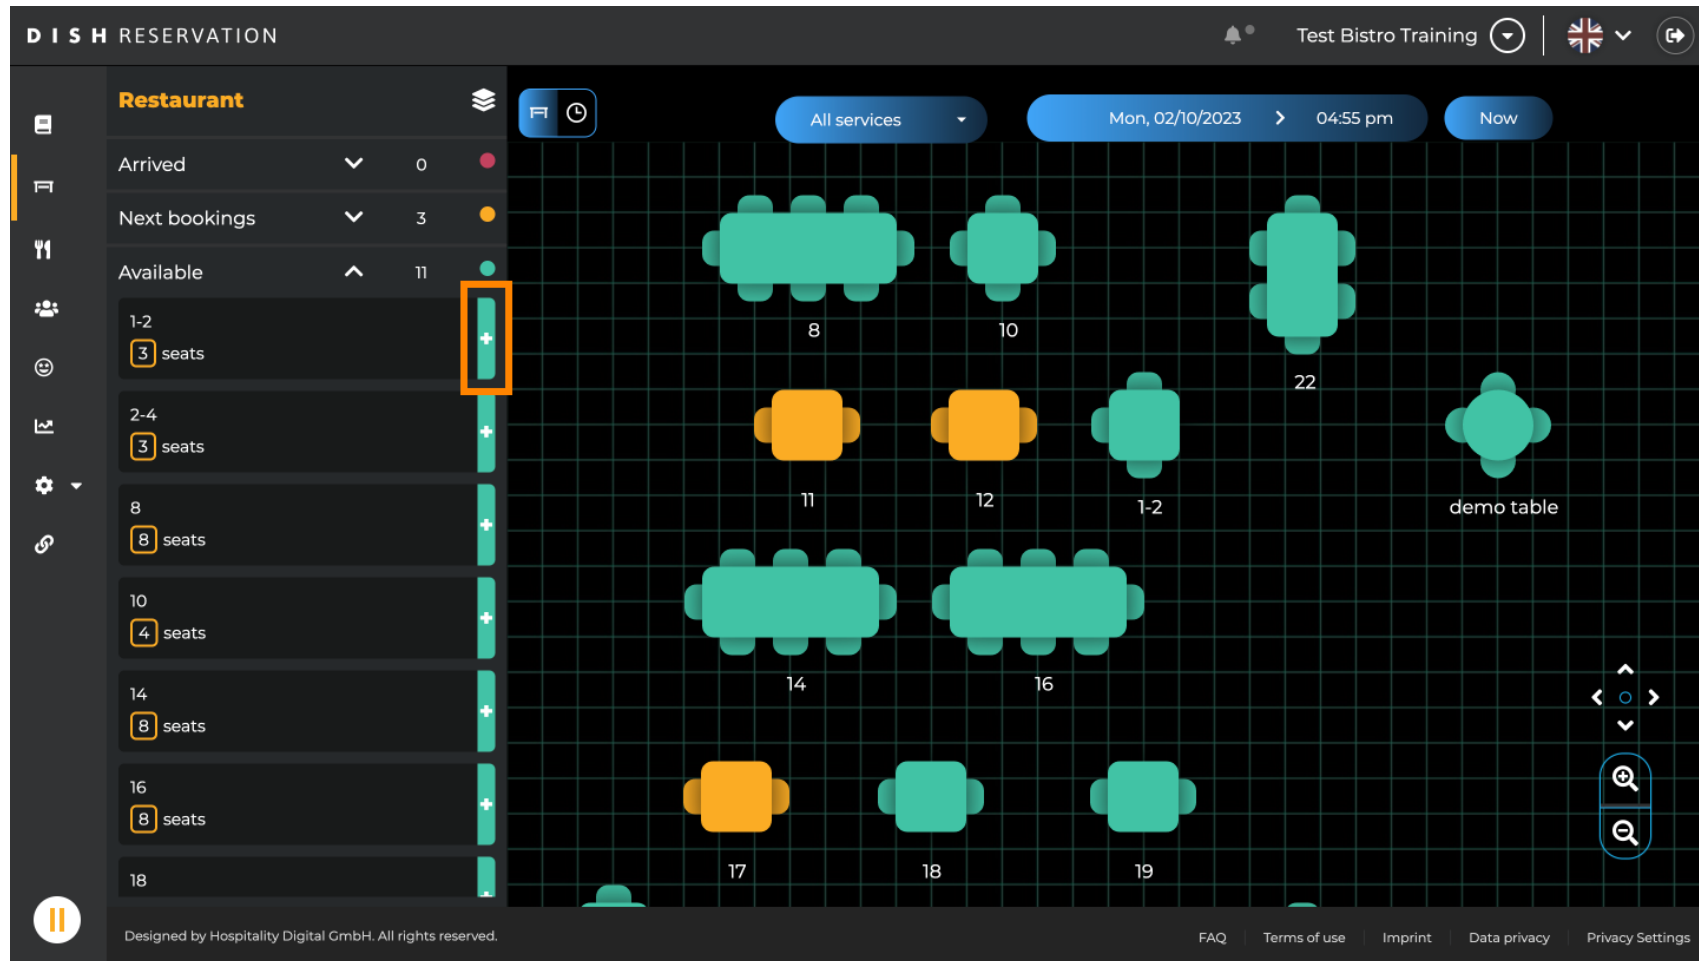 DISH RESERVATION
Test Bistro Training
Restaurant
All services
Mon, 02/10/2023
04:55 pm
Now
Arrived 0
Next bookings 3
Available 11
1-2
3 seats
2-4
3 seats
8
8 seats
10
4 seats
14
8 seats
16
8 seats
18
8
10
22
11
12
1-2
demo table
14
16
17
18
19
Designed by Hospitality Digital GmbH. All rights reserved.
FAQ
Terms of use
Imprint
Data privacy
Privacy Settings